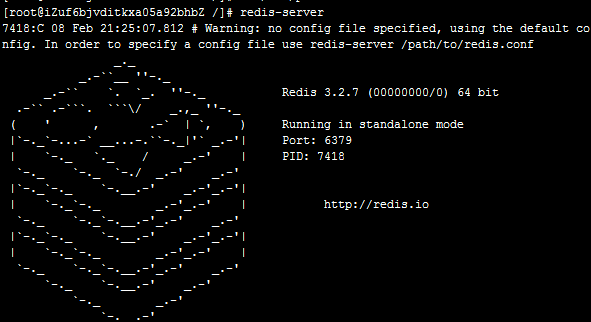 [root@iZuf6bjvditkxa05a92bhbZ /]# redis-server
7418:C 08 Feb 21:25:07.812 # Warning: no config file specified, using the default co
nfig. In order to specify a config file use redis-server /path/to/redis.conf
Redis 3.2.7 (00000000/0) 64 bit
Running in standalone mode
Port: 6379
PID: 7418
http://redis.io